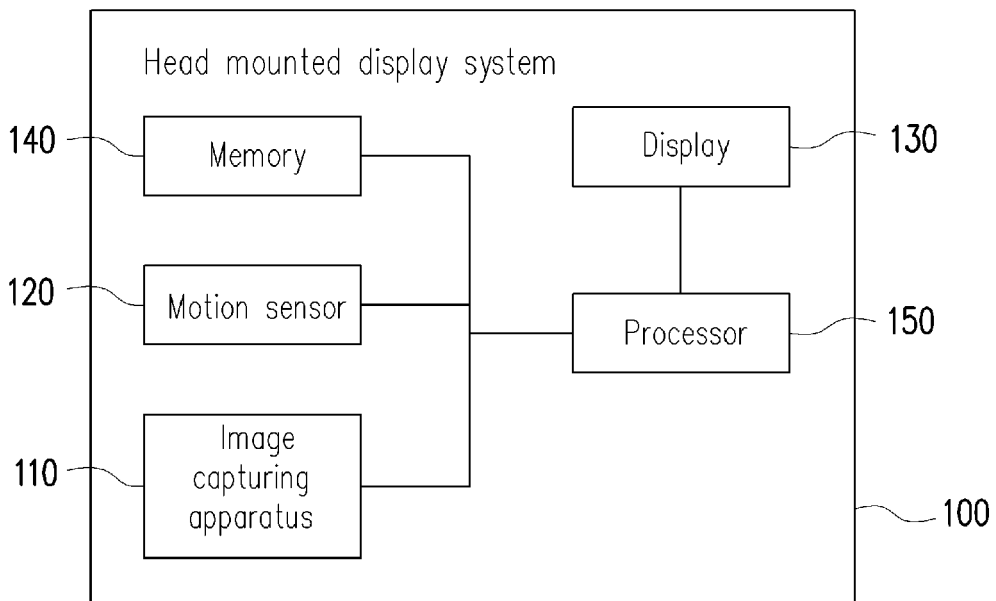 Head mounted display system
140
Memory
Display
130
120
Motion sensor
Processor
150
110
Image
capturing
apparatus
100